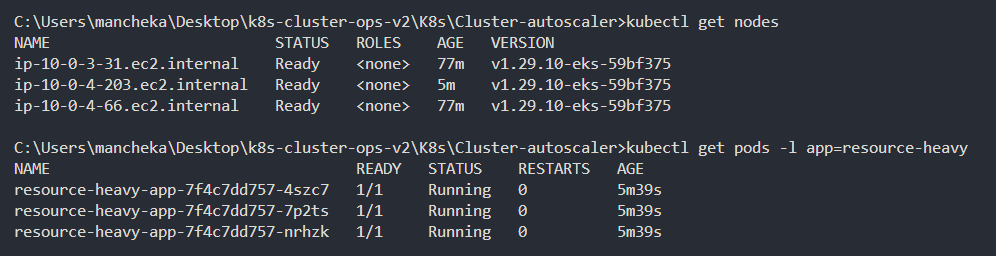 C:\Users\mancheka\Desktop\k8s-cluster-ops-v2\K8s\Cluster-autoscaler>kubectl get nodes
NAME                          STATUS   ROLES    AGE   VERSION
ip-10-0-3-31.ec2.internal     Ready    <none>   77m   v1.29.10-eks-59bf375
ip-10-0-4-203.ec2.internal    Ready    <none>   5m    v1.29.10-eks-59bf375
ip-10-0-4-66.ec2.internal     Ready    <none>   77m   v1.29.10-eks-59bf375
C:\Users\mancheka\Desktop\k8s-cluster-ops-v2\K8s\Cluster-autoscaler>kubectl get pods -l app=resource-heavy
NAME                                  READY   STATUS    RESTARTS   AGE
resource-heavy-app-7f4c7dd757-4szc7   1/1     Running   0          5m39s
resource-heavy-app-7f4c7dd757-7p2ts   1/1     Running   0          5m39s
resource-heavy-app-7f4c7dd757-nrhzk   1/1     Running   0          5m39s